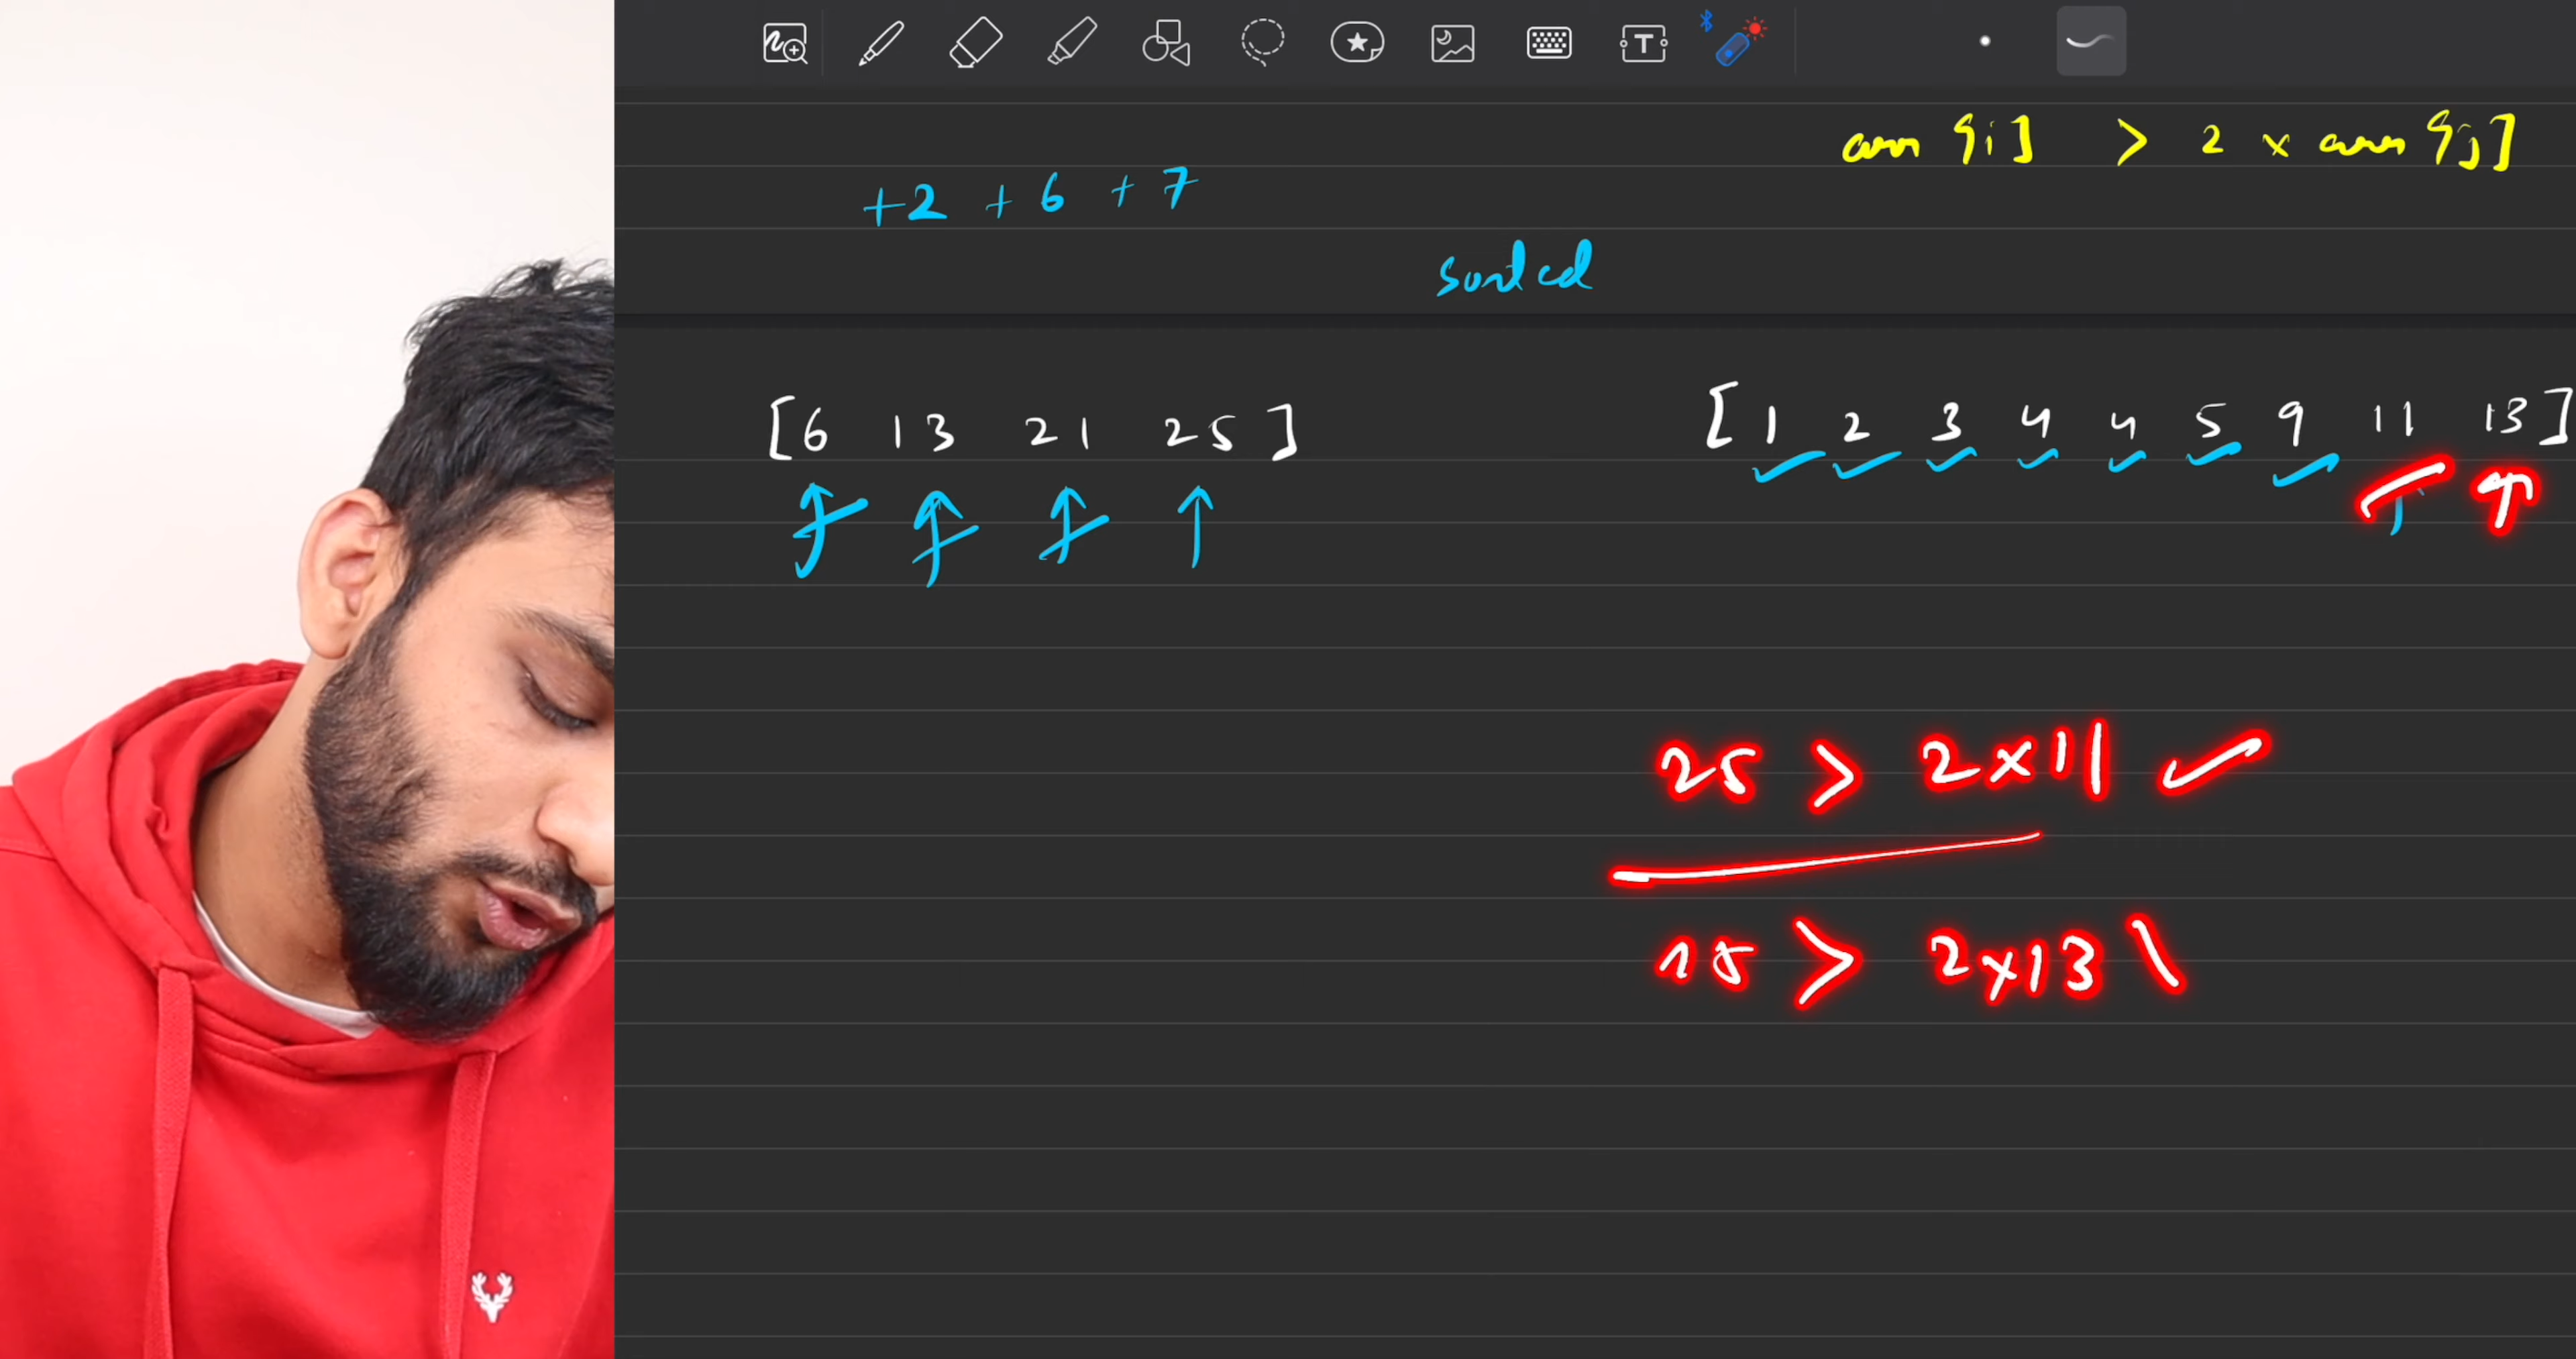 arr[i] > 2 x arr[j]
+2 + 6 + 7
sorted
[6 13 21 25]
[1 2 3 4 4 5 9 11 13]
25 > 2x11 ✓
25 > 2x13